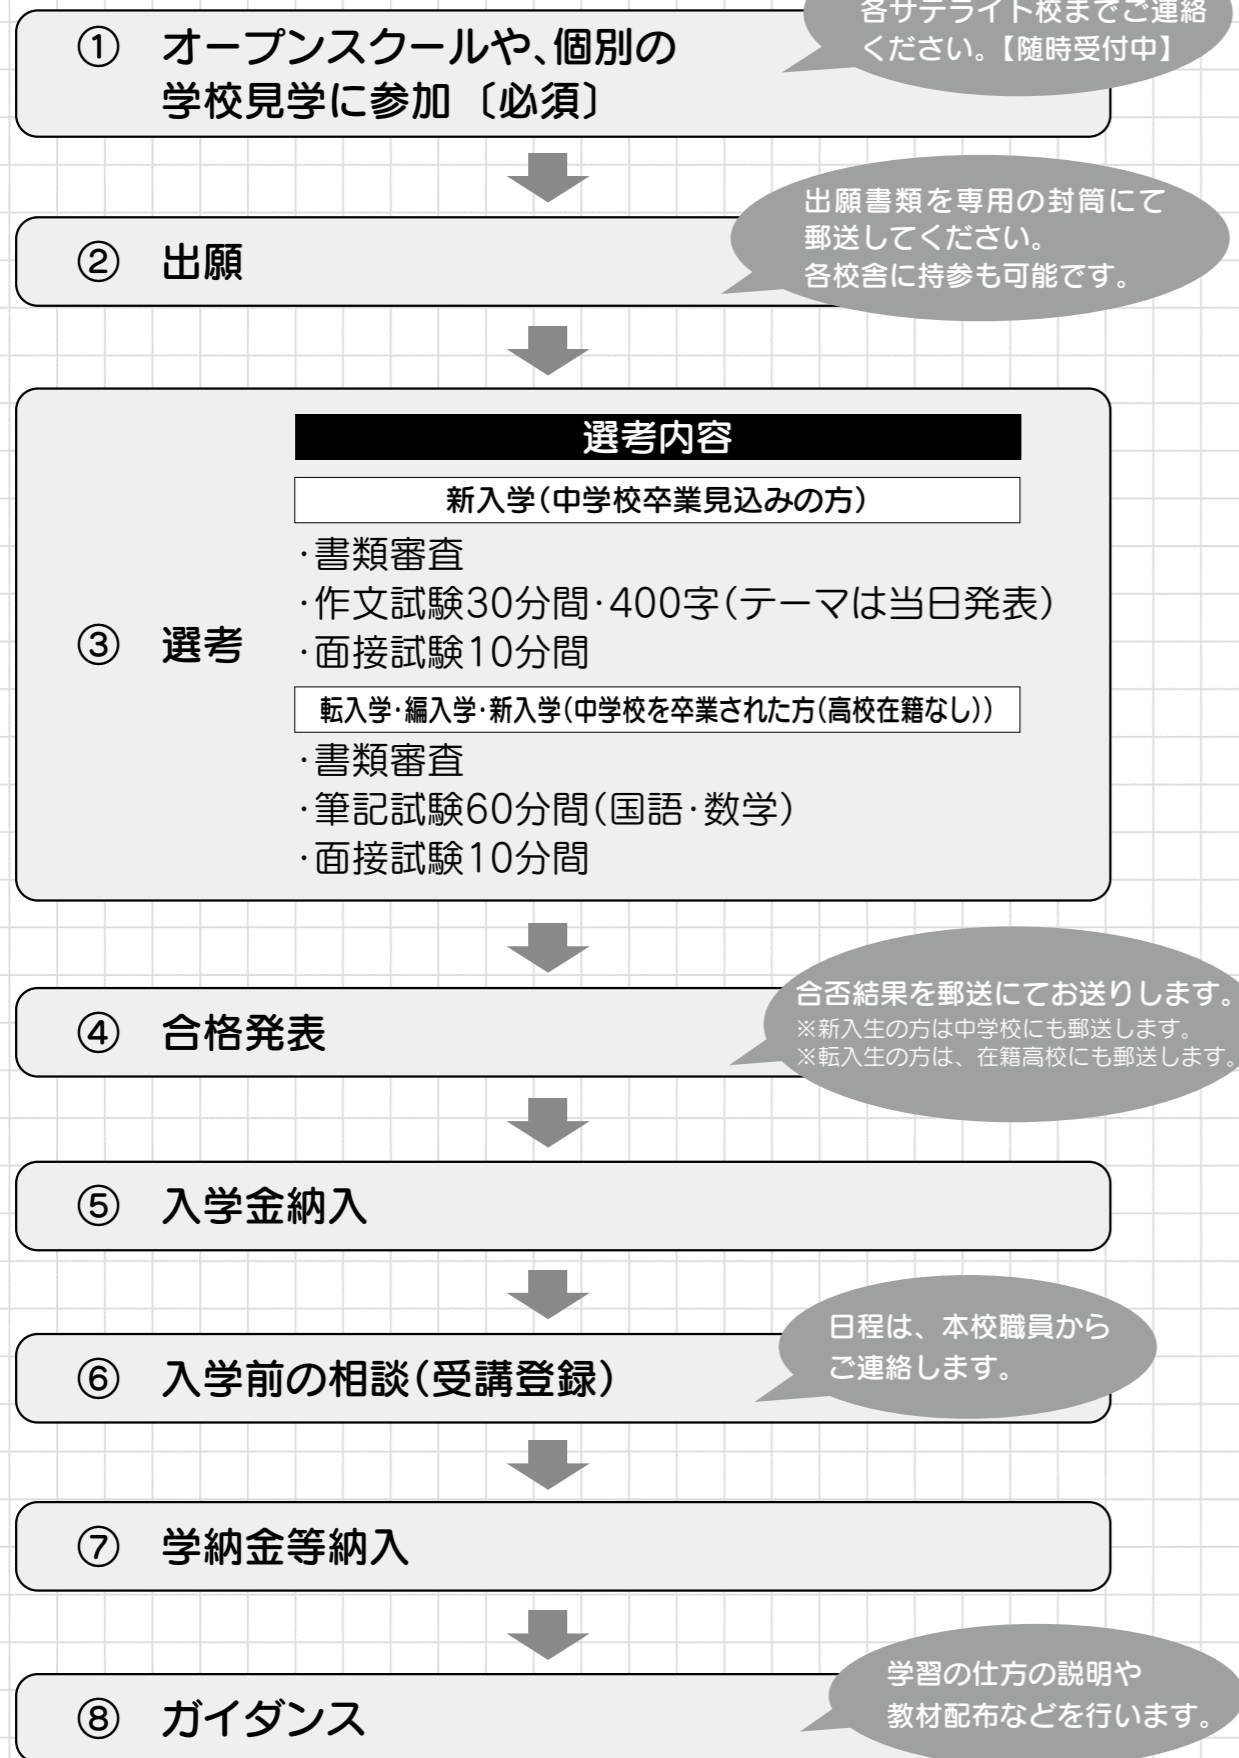 各サテライト校までご連絡
ください。【随時受付中】
① オープンスクールや、個別の
学校見学に参加〔必須〕
出願書類を専用の封筒にて
郵送してください。
各校舎に持参も可能です。
② 出願
選考内容
新入学(中学校卒業見込みの方)
・書類審査
・作文試験30分間・400字(テーマは当日発表)
③ 選考
・面接試験10分間
転入学・編入学・新入学(中学校を卒業された方(高校在籍なし))
・書類審査
・筆記試験60分間(国語・数学)
・面接試験10分間
合否結果を郵送にてお送りします。
※新入生の方は中学校にも郵送します。
※転入生の方は、在籍高校にも郵送します。
④ 合格発表
⑤ 入学金納入
日程は、本校職員から
ご連絡します。
⑥ 入学前の相談(受講登録)
⑦ 学納金等納入
学習の仕方の説明や
教材配布などを行います。
⑧ ガイダンス